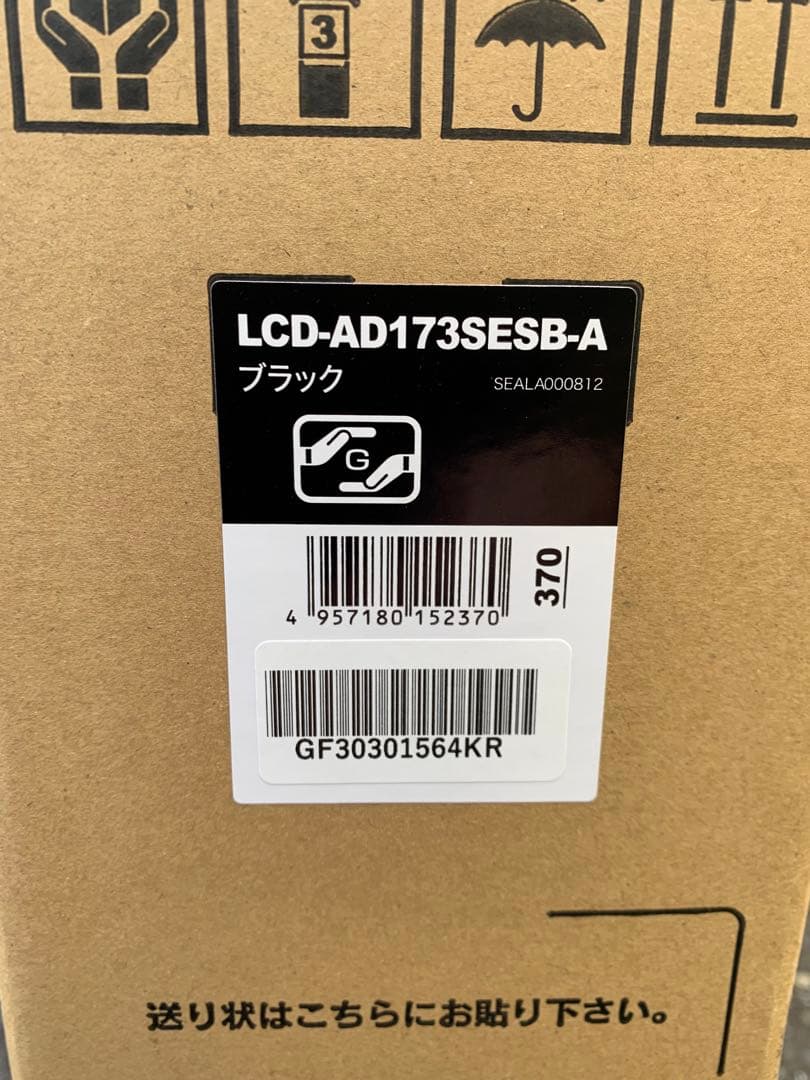 3
LCD-AD173SESB-A
ブラック
SEALA000812
G
4 957180 152370
370
GF30301564KR
送り状はこちらにお貼り下さい。